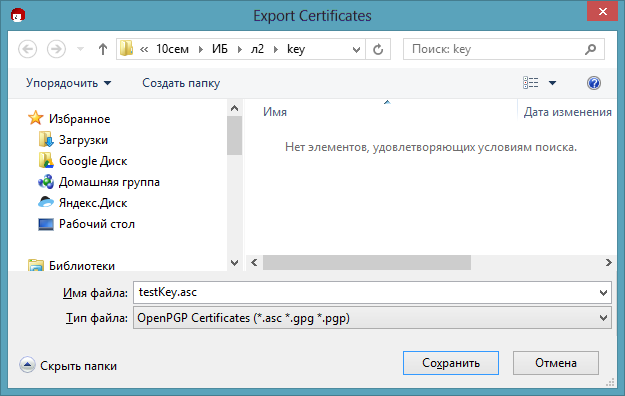 Export Certificates
« 10сем ИБ л2 key
Поиск: key
Упорядочить Создать папку
Избранное
Загрузки
Google Диск
Домашняя группа
Яндекс.Диск
Рабочий стол
Библиотеки
Имя Дата изменения
Нет элементов, удовлетворяющих условиям поиска.
Имя файла: testKey.asc
Тип файла: OpenPGP Certificates (*.asc *.gpg *.pgp)
Скрыть папки Сохранить Отмена